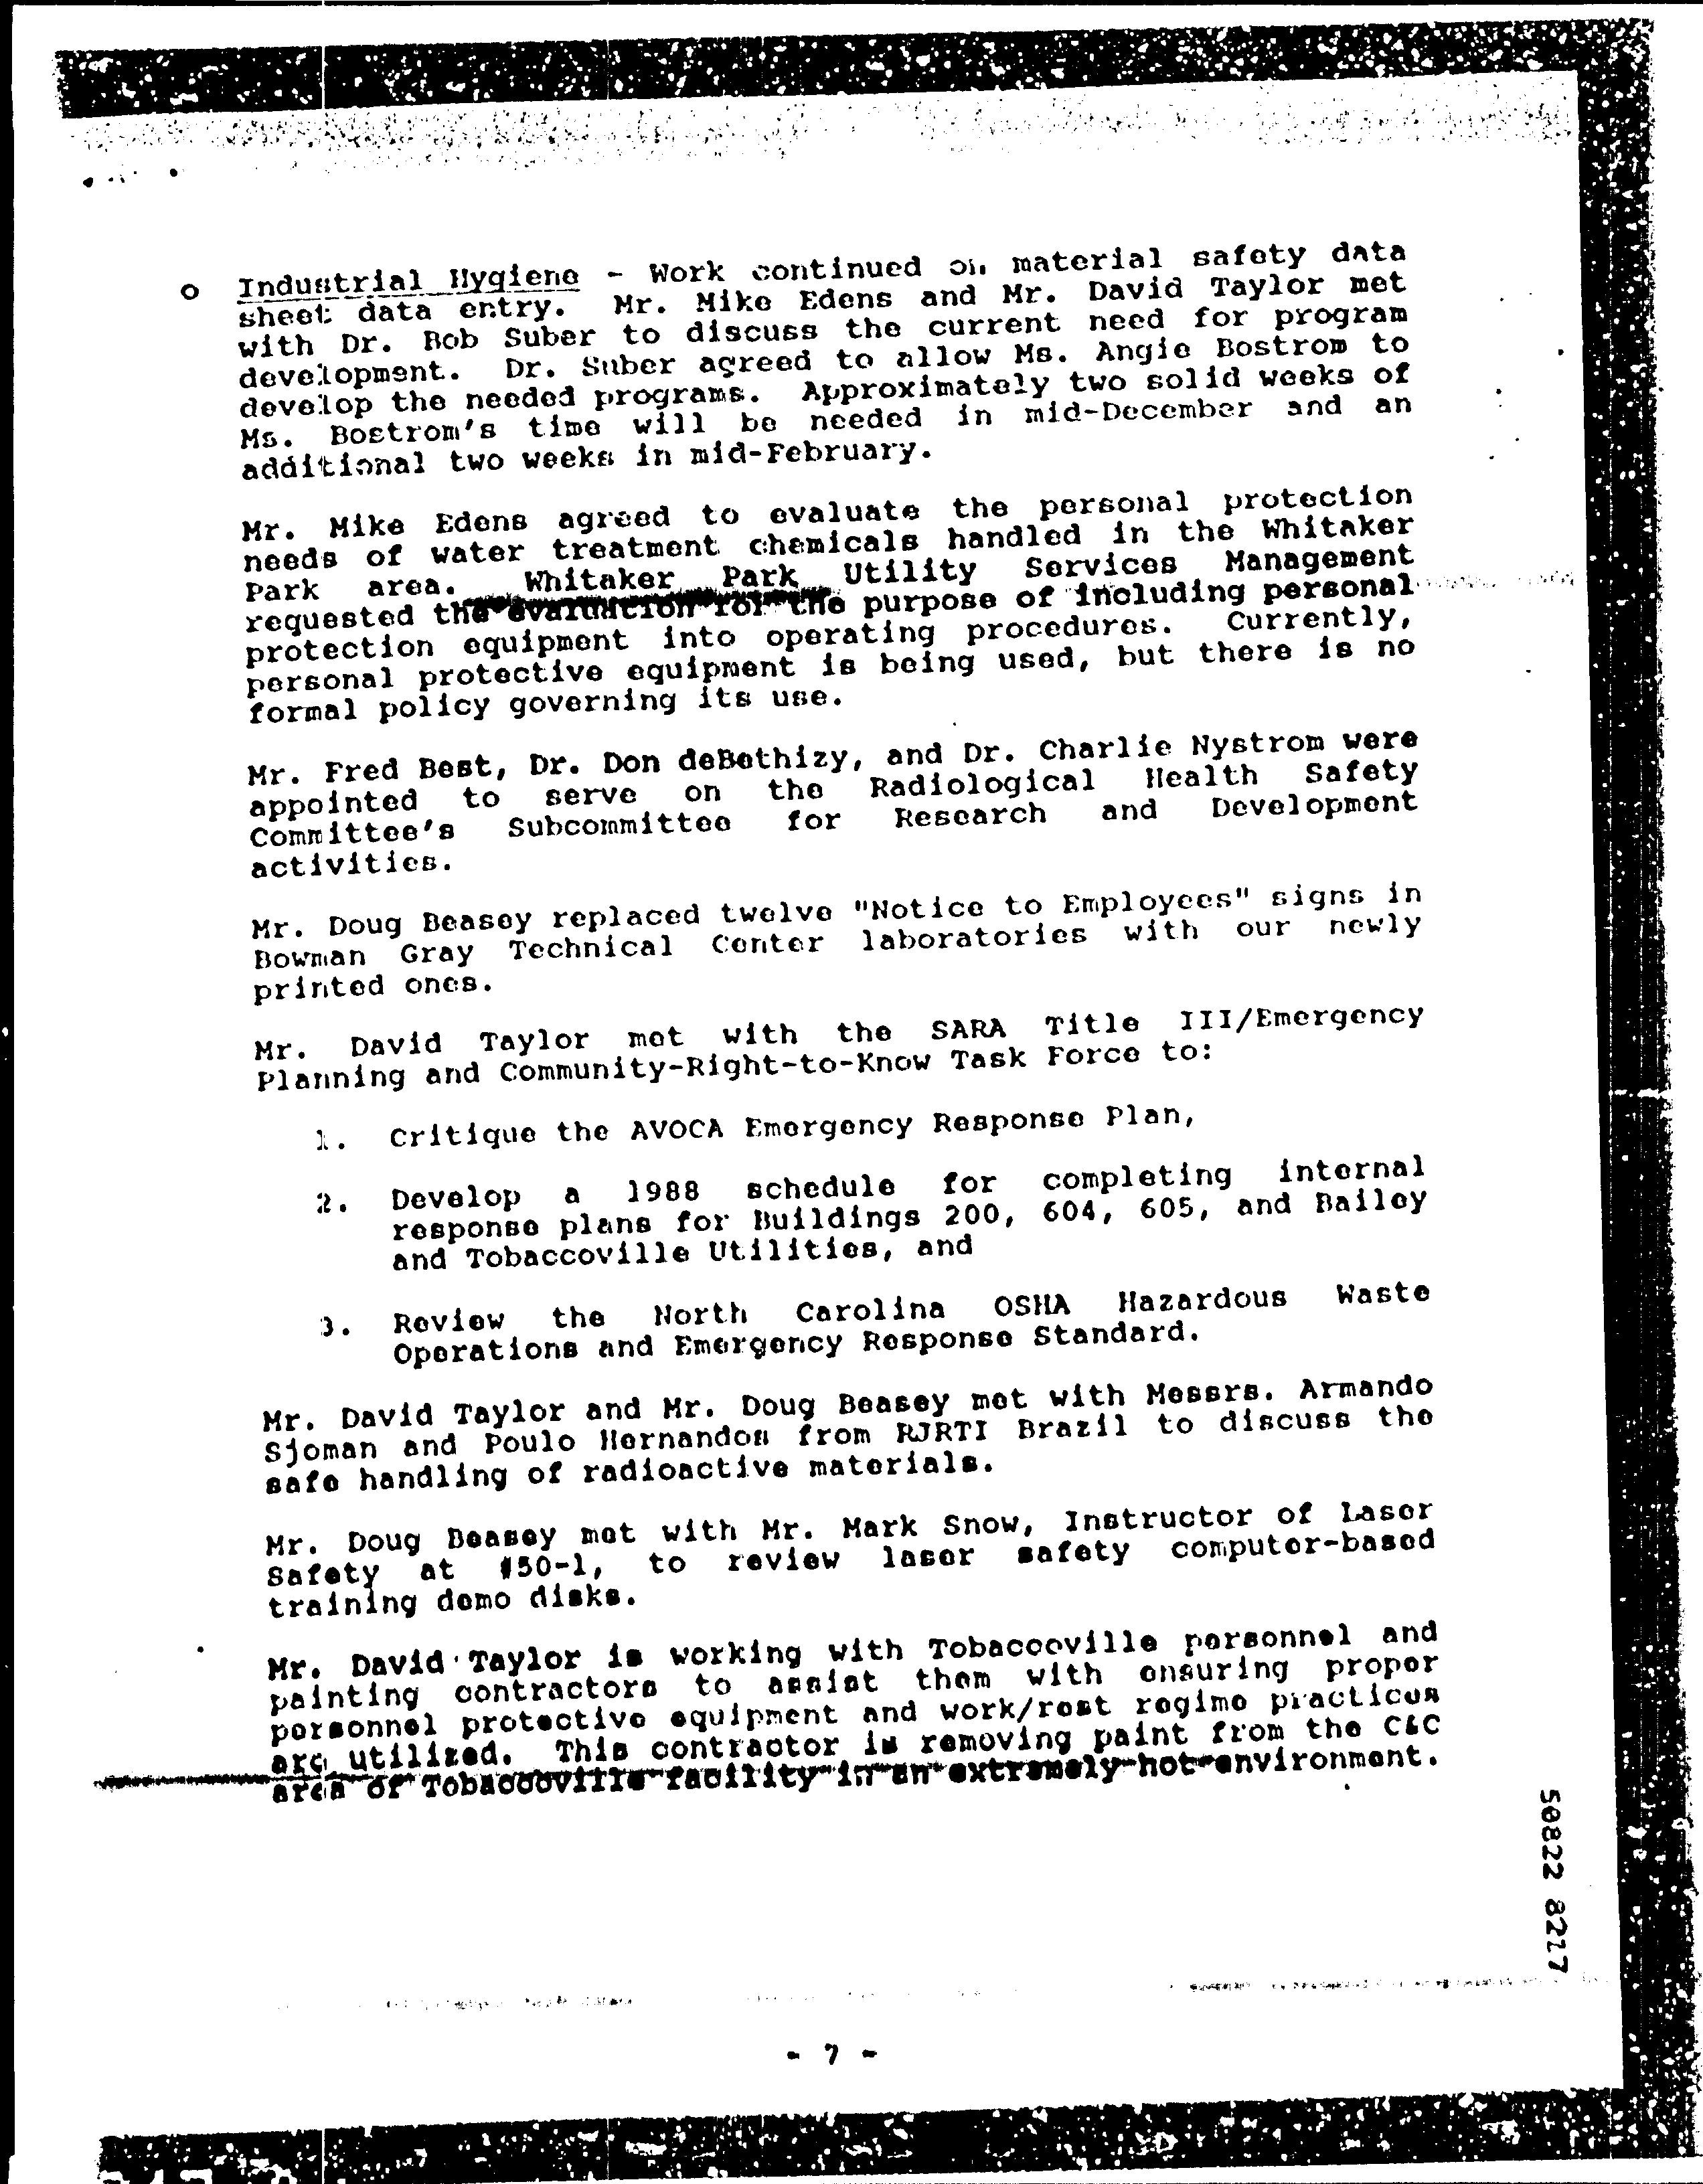 o Industrial Hygiene - Work continued on material safety data
sheet data entry. Mr. Mike Edens and Mr. David Taylor met
with Dr. Bob Suber to discuss the current need for program
development. Dr. Suber agreed to allow Ms. Angie Bostrom to
develop the needed programs. Approximately two solid weeks of
Ms. Bostrom's time will be needed in mid-December and an
additional two weeks in mid-February.
Mr. Mike Edens agreed to evaluate the personal protection
needs of water treatment chemicals handled in the Whitaker
Park area. Whitaker Park Utility Services Management
requested the evaluation for the purpose of including personal
protection equipment into operating procedures. Currently,
personal protective equipment is being used, but there is no
formal policy governing its use.
Mr. Fred Best, Dr. Don deBethizy, and Dr. Charlie Nystrom were
appointed to serve on the Radiological Health Safety
Committee's Subcommittee for Research and Development
activities.
Mr. Doug Beasey replaced twelve "Notice to Employees" signs in
Bowman Gray Technical Center laboratories with our newly
printed ones.
Mr. David Taylor met with the SARA Title III/Emergency
Planning and Community-Right-to-Know Task Force to:
1. Critique the AVOCA Emergency Response Plan,
2. Develop a 1988 schedule for completing internal
response plans for Buildings 200, 604, 605, and Bailey
and Tobaccoville Utilities, and
3. Review the North Carolina OSHA Hazardous Waste
Operations and Emergency Response Standard.
Mr. David Taylor and Mr. Doug Beasey met with Messrs. Armando
Sjoman and Poulo Hernandos from RJRTI Brazil to discuss the
safe handling of radioactive materials.
Mr. Doug Beasey met with Mr. Mark Snow, Instructor of Laser
Safety at #50-1, to review laser safety computer-based
training demo disks.
Mr. David Taylor is working with Tobaccoville personnel and
painting contractors to assist them with ensuring proper
personnel protective equipment and work/rest regime practices
are utilized. This contractor is removing paint from the C&C
area of Tobaccoville facility in an extremely hot environment.
50822 8217
- 7 -